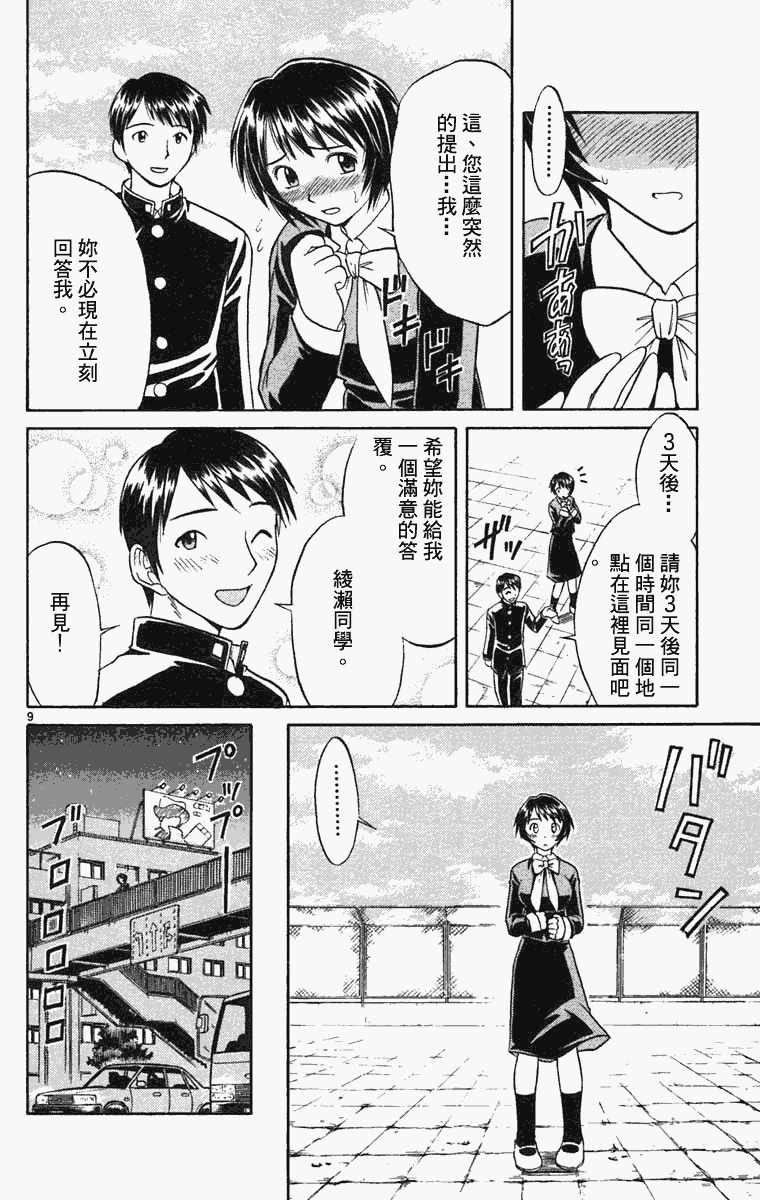 ………
かあぁぁっ
這、您這麼突然
的提出…我…
ドキ
ドキ
妳不必現在立刻
回答我。
3天後…
請妳3天後同一
個時間同一個地
點在這裡見面吧
。
ザッ
希望妳能給我
一個滿意的答
覆。
綾瀨同學。
再見！
9
バタン
………
プップー
ブロロロ